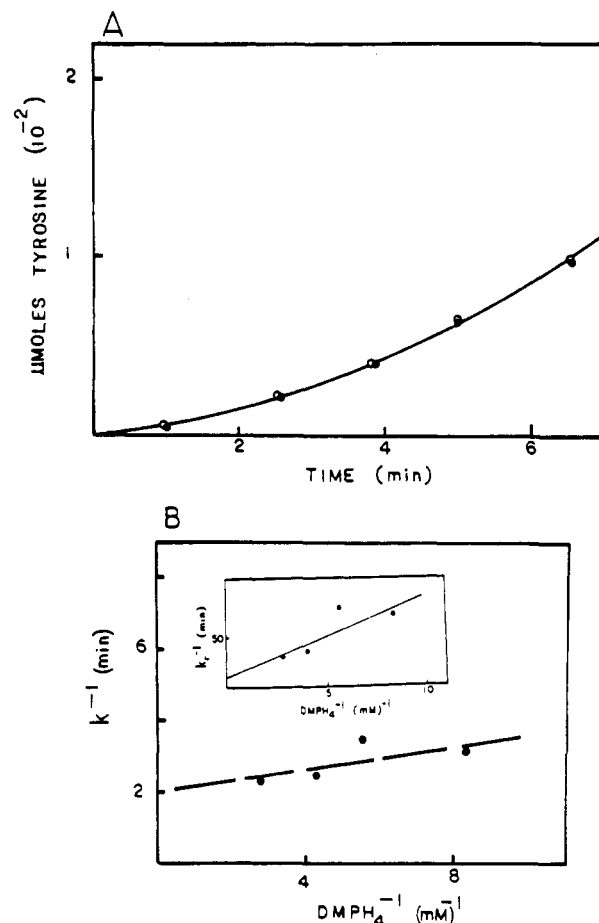 A
μMOLES TYROSINE (10⁻²)
2
1
2
4
6
TIME (min)
B
k⁻¹ (min)
6
2
kᵣ⁻¹ (min)
50
5
10
DMPH₄⁻¹ (mM)⁻¹
4
8
DMPH₄⁻¹ (mM)⁻¹